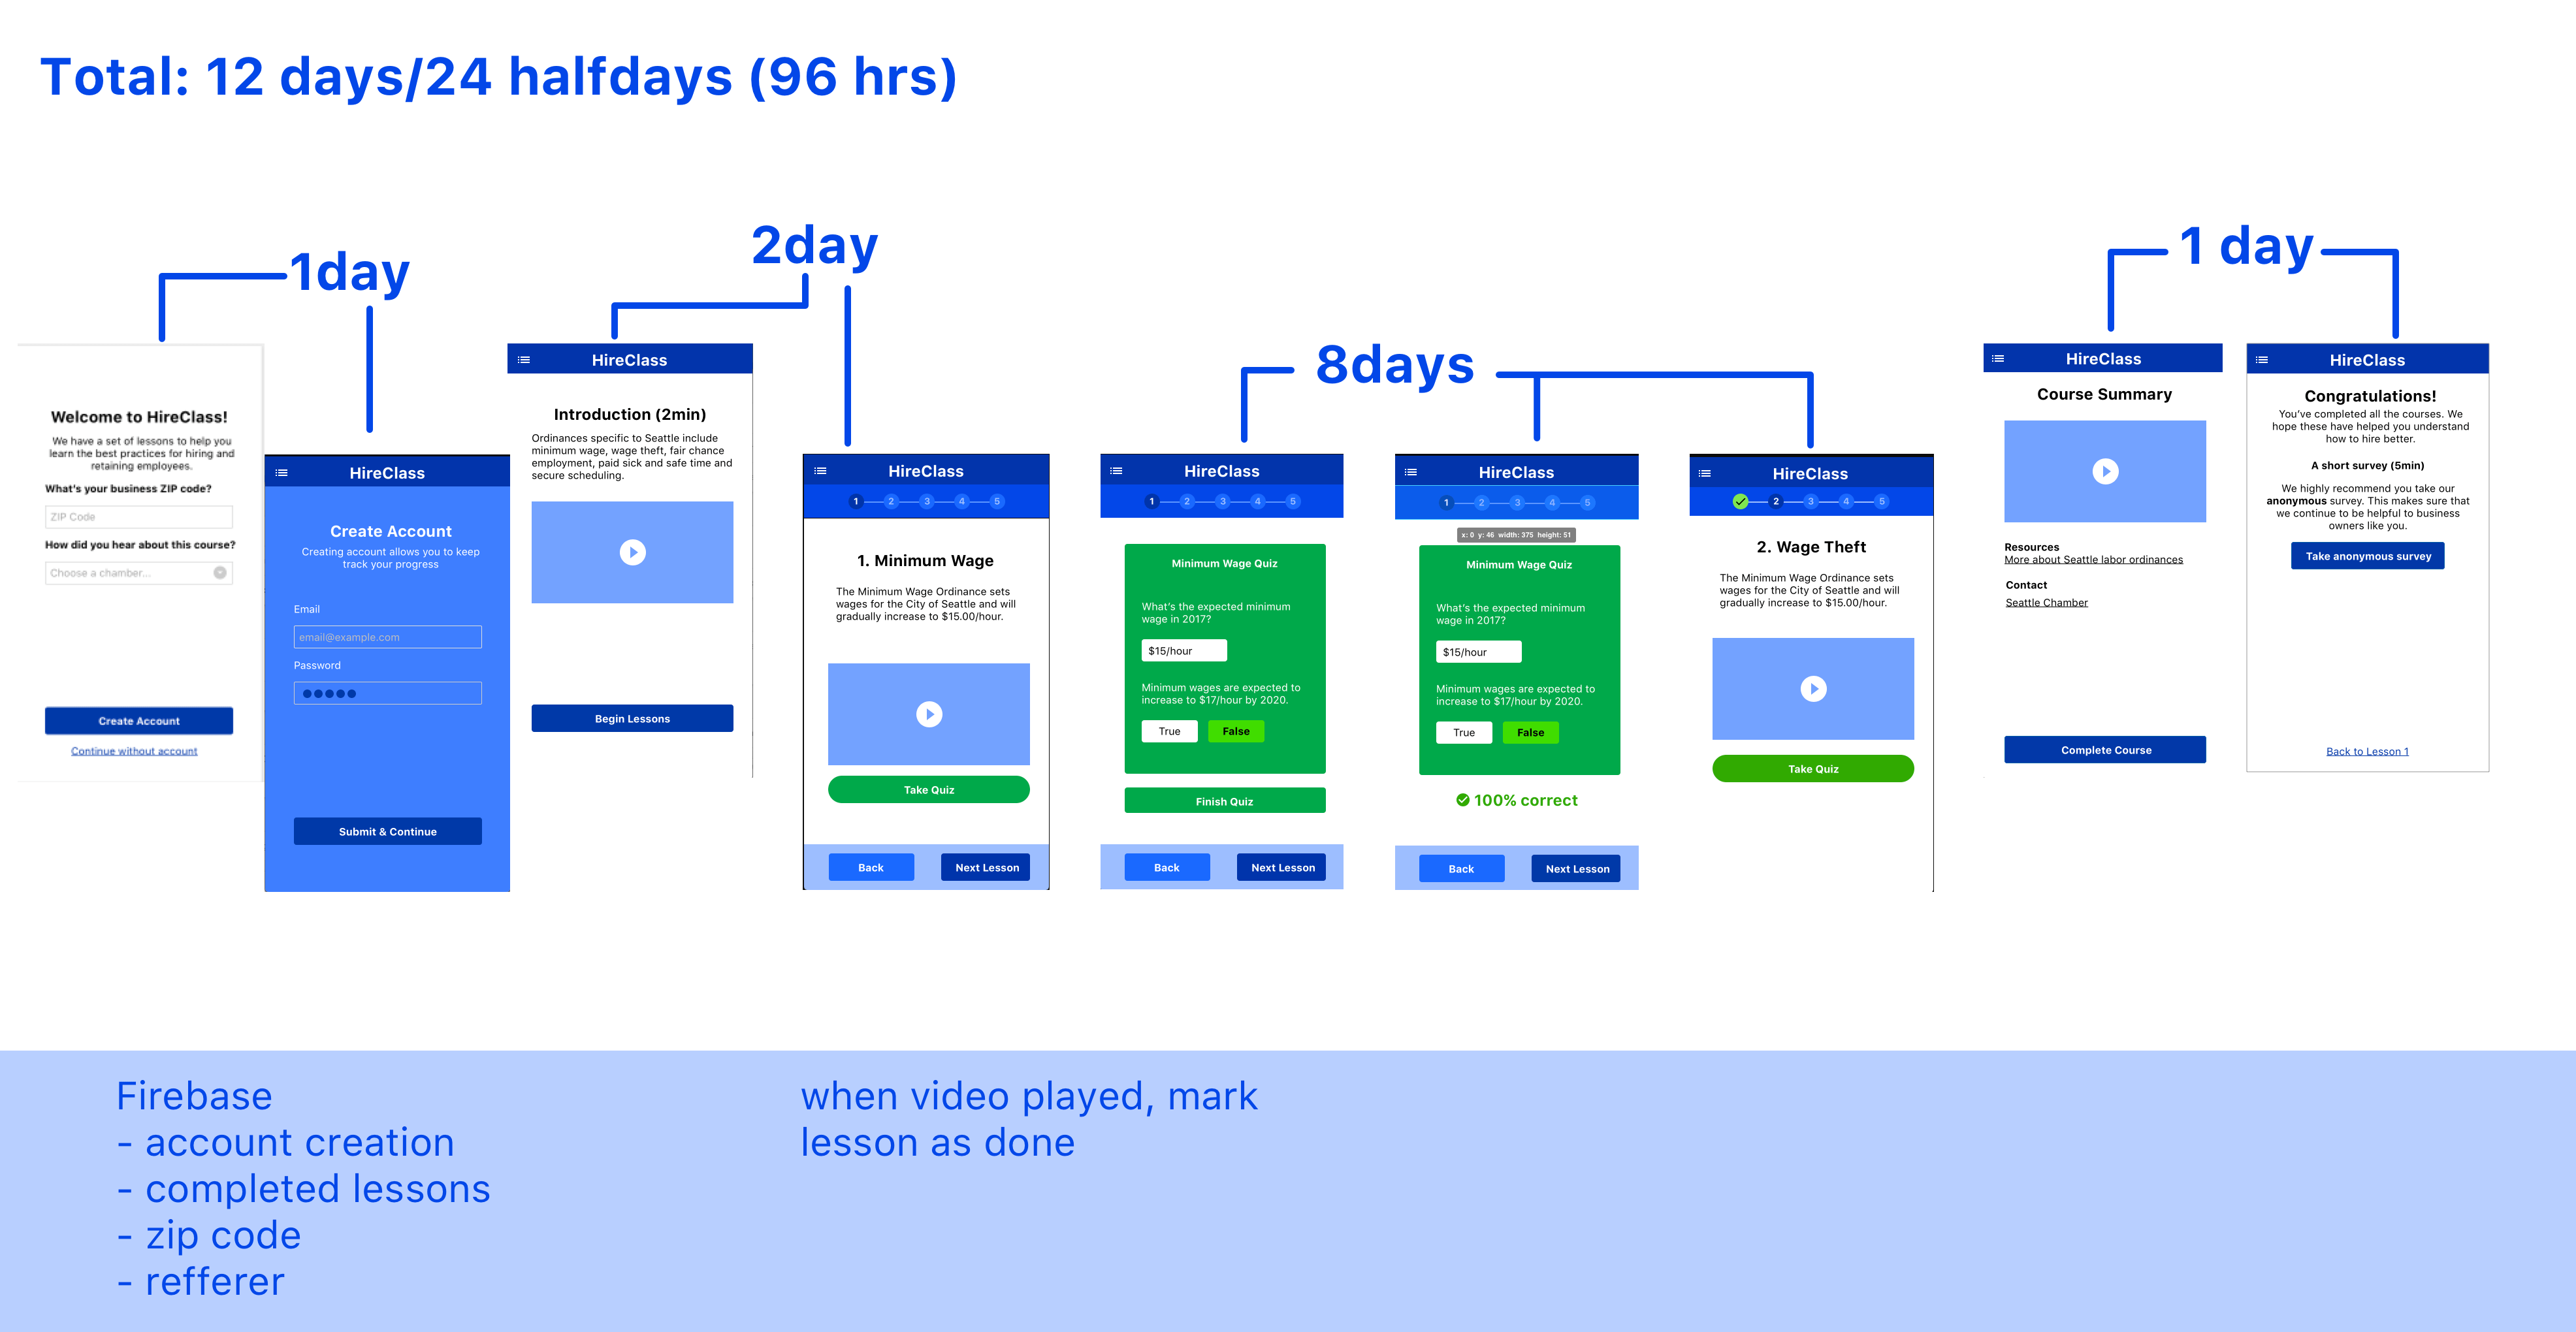 Total: 12 days/24 halfdays (96 hrs)
1day
2day
8days
1 day
Welcome to HireClass!
We have a set of lessons to help you
learn the best practices for hiring and
retaining employees.
What's your business ZIP code?
ZIP Code
How did you hear about this course?
Choose a chamber...
Create Account
Continue without account
HireClass
Create Account
Creating account allows you to keep
track your progress
Email
email@example.com
Password
Submit & Continue
HireClass
Introduction (2min)
Ordinances specific to Seattle include
minimum wage, wage theft, fair chance
employment, paid sick and safe time and
secure scheduling.
Begin Lessons
HireClass
1 2 3 4 5
1. Minimum Wage
The Minimum Wage Ordinance sets
wages for the City of Seattle and will
gradually increase to $15.00/hour.
Take Quiz
Back Next Lesson
HireClass
1 2 3 4 5
Minimum Wage Quiz
What's the expected minimum
wage in 2017?
$15/hour
Minimum wages are expected to
increase to $17/hour by 2020.
True False
Finish Quiz
Back Next Lesson
HireClass
1 2 3 4 5
x: 0 y: 46 width: 375 height: 51
Minimum Wage Quiz
What's the expected minimum
wage in 2017?
$15/hour
Minimum wages are expected to
increase to $17/hour by 2020.
True False
100% correct
Back Next Lesson
HireClass
2 3 4 5
2. Wage Theft
The Minimum Wage Ordinance sets
wages for the City of Seattle and will
gradually increase to $15.00/hour.
Take Quiz
HireClass
Course Summary
Resources
More about Seattle labor ordinances
Contact
Seattle Chamber
Complete Course
HireClass
Congratulations!
You've completed all the courses. We
hope these have helped you understand
how to hire better.
A short survey (5min)
We highly recommend you take our
anonymous survey. This makes sure that
we continue to be helpful to business
owners like you.
Take anonymous survey
Back to Lesson 1
Firebase
- account creation
- completed lessons
- zip code
- refferer
when video played, mark
lesson as done